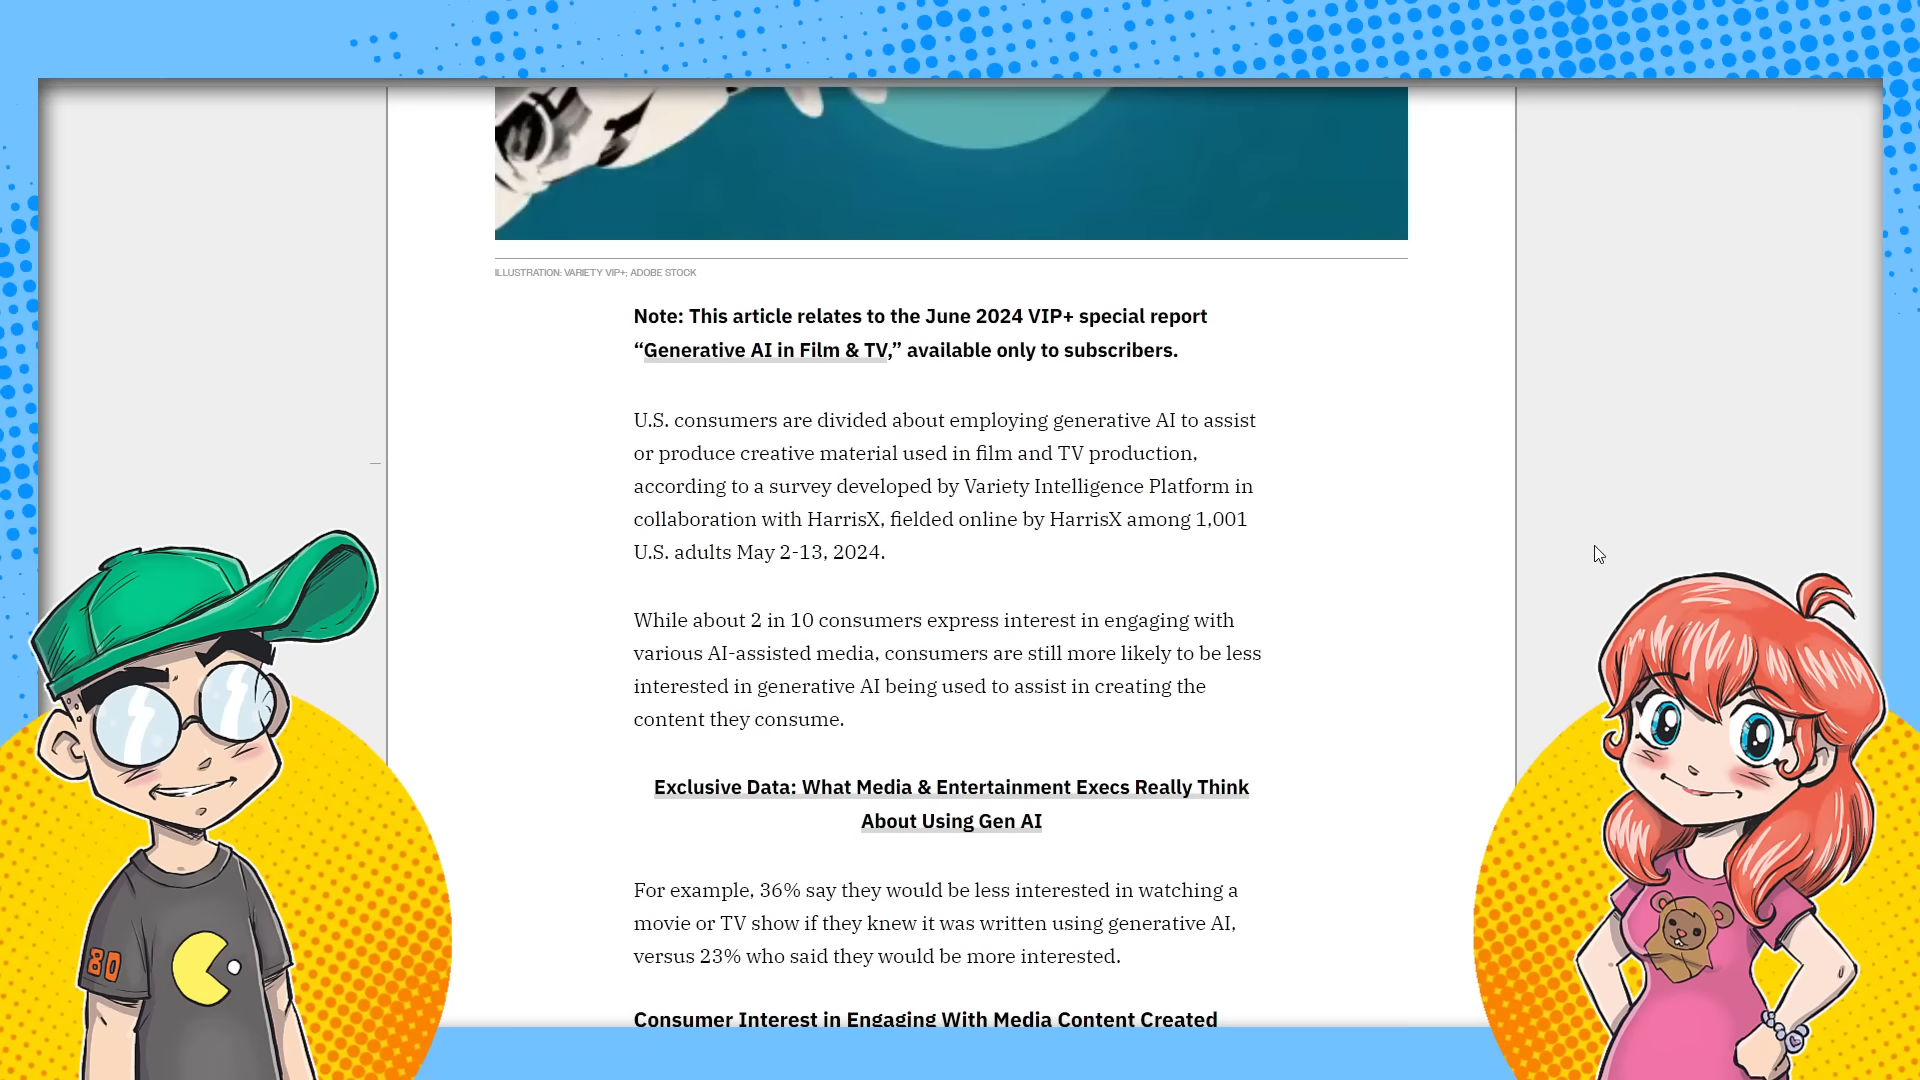 ILLUSTRATION: VARIETY VIP+; ADOBE STOCK
Note: This article relates to the June 2024 VIP+ special report
“Generative AI in Film & TV,” available only to subscribers.
U.S. consumers are divided about employing generative AI to assist
or produce creative material used in film and TV production,
according to a survey developed by Variety Intelligence Platform in
collaboration with HarrisX, fielded online by HarrisX among 1,001
U.S. adults May 2-13, 2024.
While about 2 in 10 consumers express interest in engaging with
various AI-assisted media, consumers are still more likely to be less
interested in generative AI being used to assist in creating the
content they consume.
Exclusive Data: What Media & Entertainment Execs Really Think
About Using Gen AI
For example, 36% say they would be less interested in watching a
movie or TV show if they knew it was written using generative AI,
versus 23% who said they would be more interested.
Consumer Interest in Engaging With Media Content Created
80